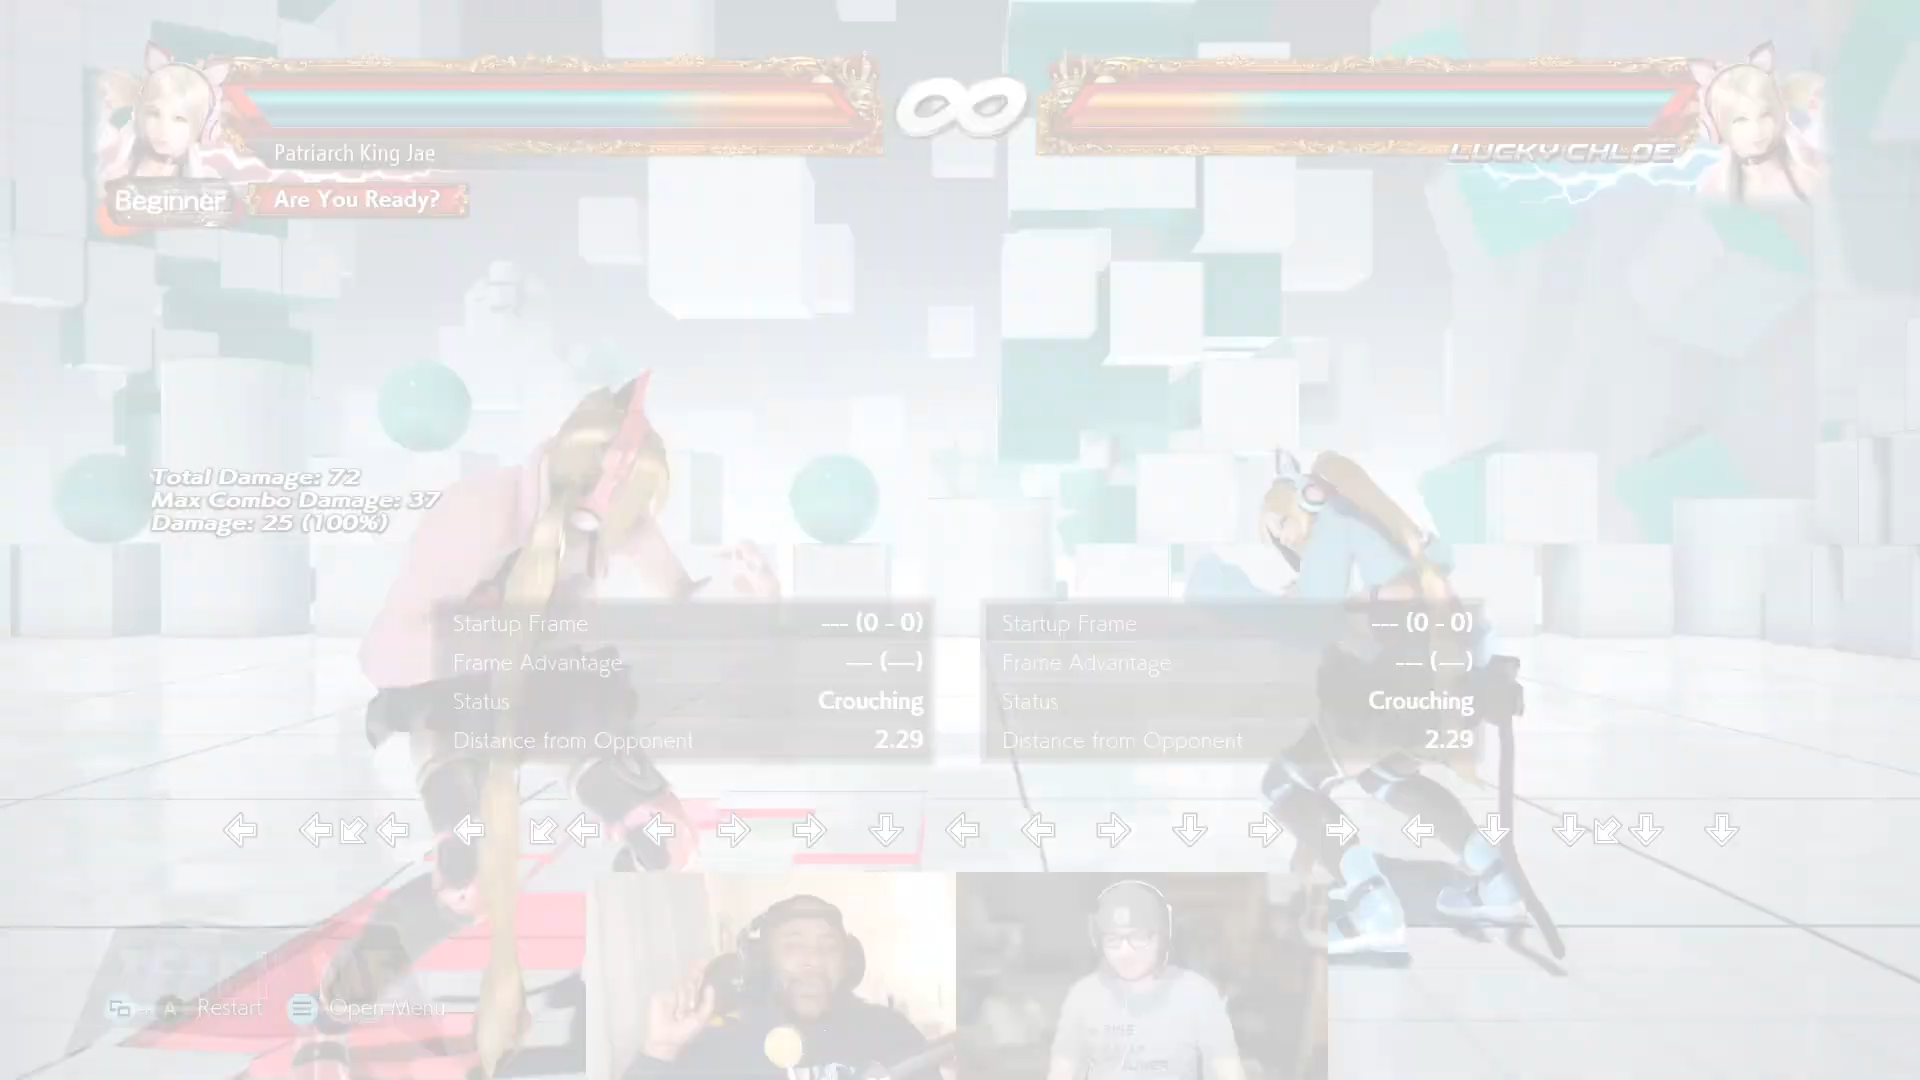 Patriarch King Jae
LUCKY CHLOE
Beginner
Are You Ready?
Total Damage: 72
Max Combo Damage: 37
Damage: 25 (100%)
Startup Frame --- (0 - 0)
Frame Advantage --- (---)
Status Crouching
Distance from Opponent 2.29
Startup Frame --- (0 - 0)
Frame Advantage --- (---)
Status Crouching
Distance from Opponent 2.29
A Restart Open Menu